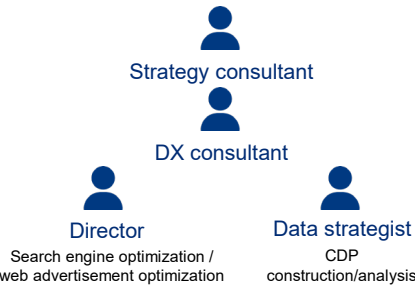 Strategy consultant
DX consultant
Director
Search engine optimization /
web advertisement optimization
Data strategist
CDP
construction/analysis